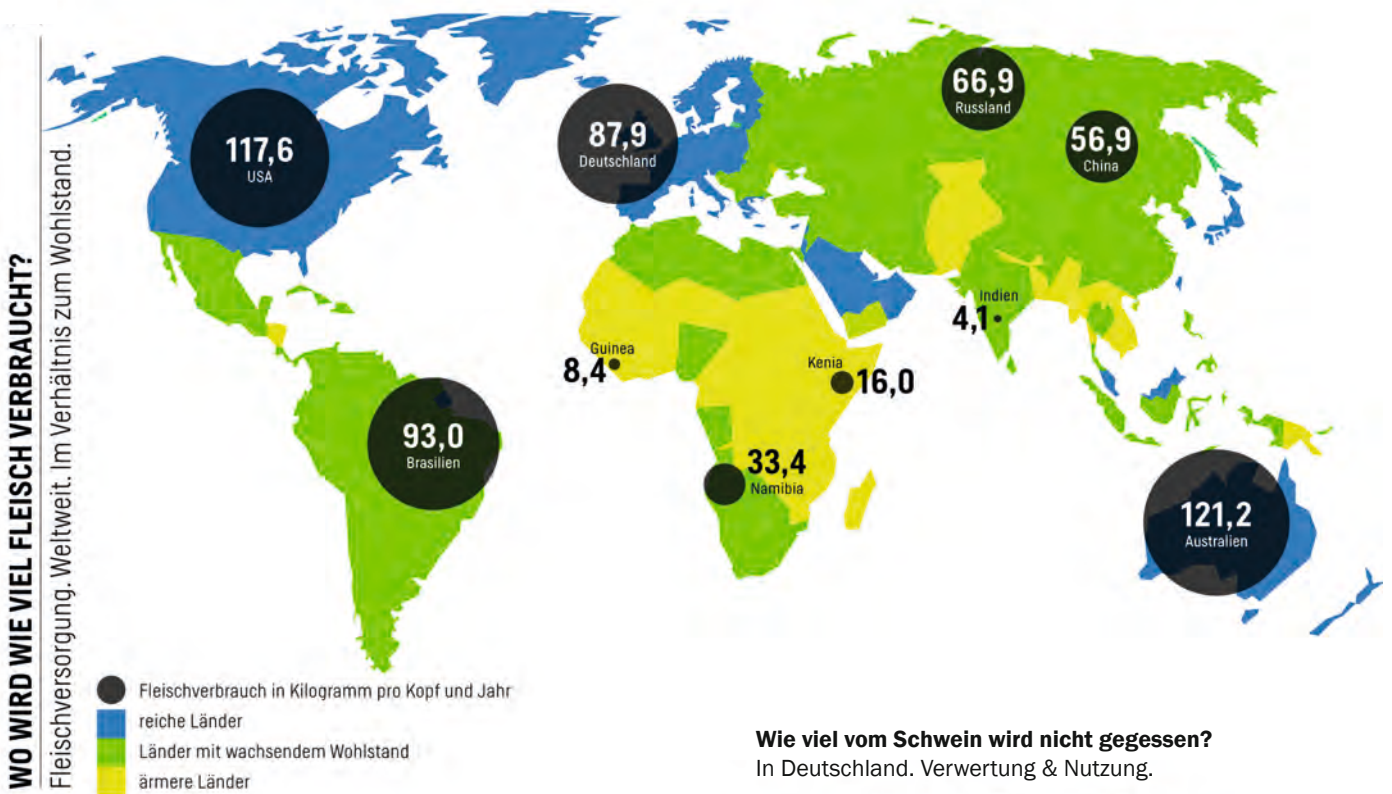 WO WIRD WIE VIEL FLEISCH VERBRAUCHT?
Fleischversorgung. Weltweit. Im Verhältnis zum Wohlstand.
117,6
USA
87,9
Deutschland
66,9
Russland
56,9
China
Indien
4,1
Guinea
8,4
Kenia
16,0
93,0
Brasilien
33,4
Namibia
121,2
Australien
Fleischverbrauch in Kilogramm pro Kopf und Jahr
reiche Länder
Länder mit wachsendem Wohlstand
ärmere Länder
Wie viel vom Schwein wird nicht gegessen?
In Deutschland. Verwertung & Nutzung.